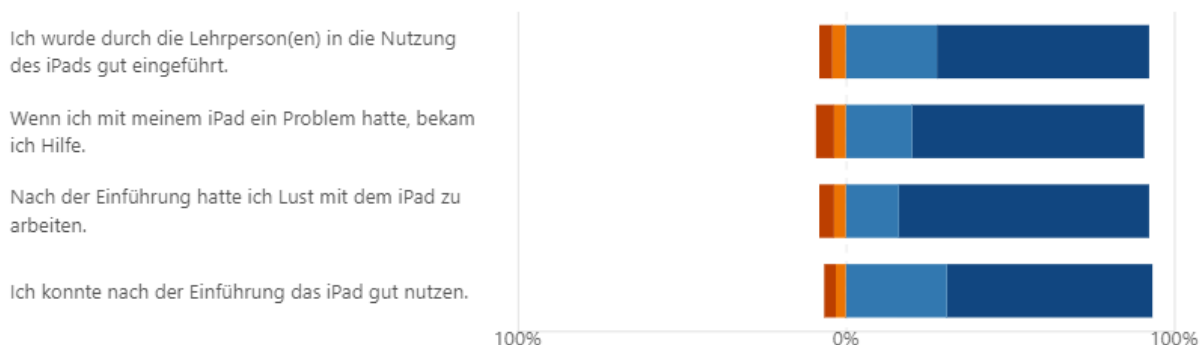 Ich wurde durch die Lehrperson(en) in die Nutzung
des iPads gut eingeführt.
Wenn ich mit meinem iPad ein Problem hatte, bekam
ich Hilfe.
Nach der Einführung hatte ich Lust mit dem iPad zu
arbeiten.
Ich konnte nach der Einführung das iPad gut nutzen.
100% 0% 100%